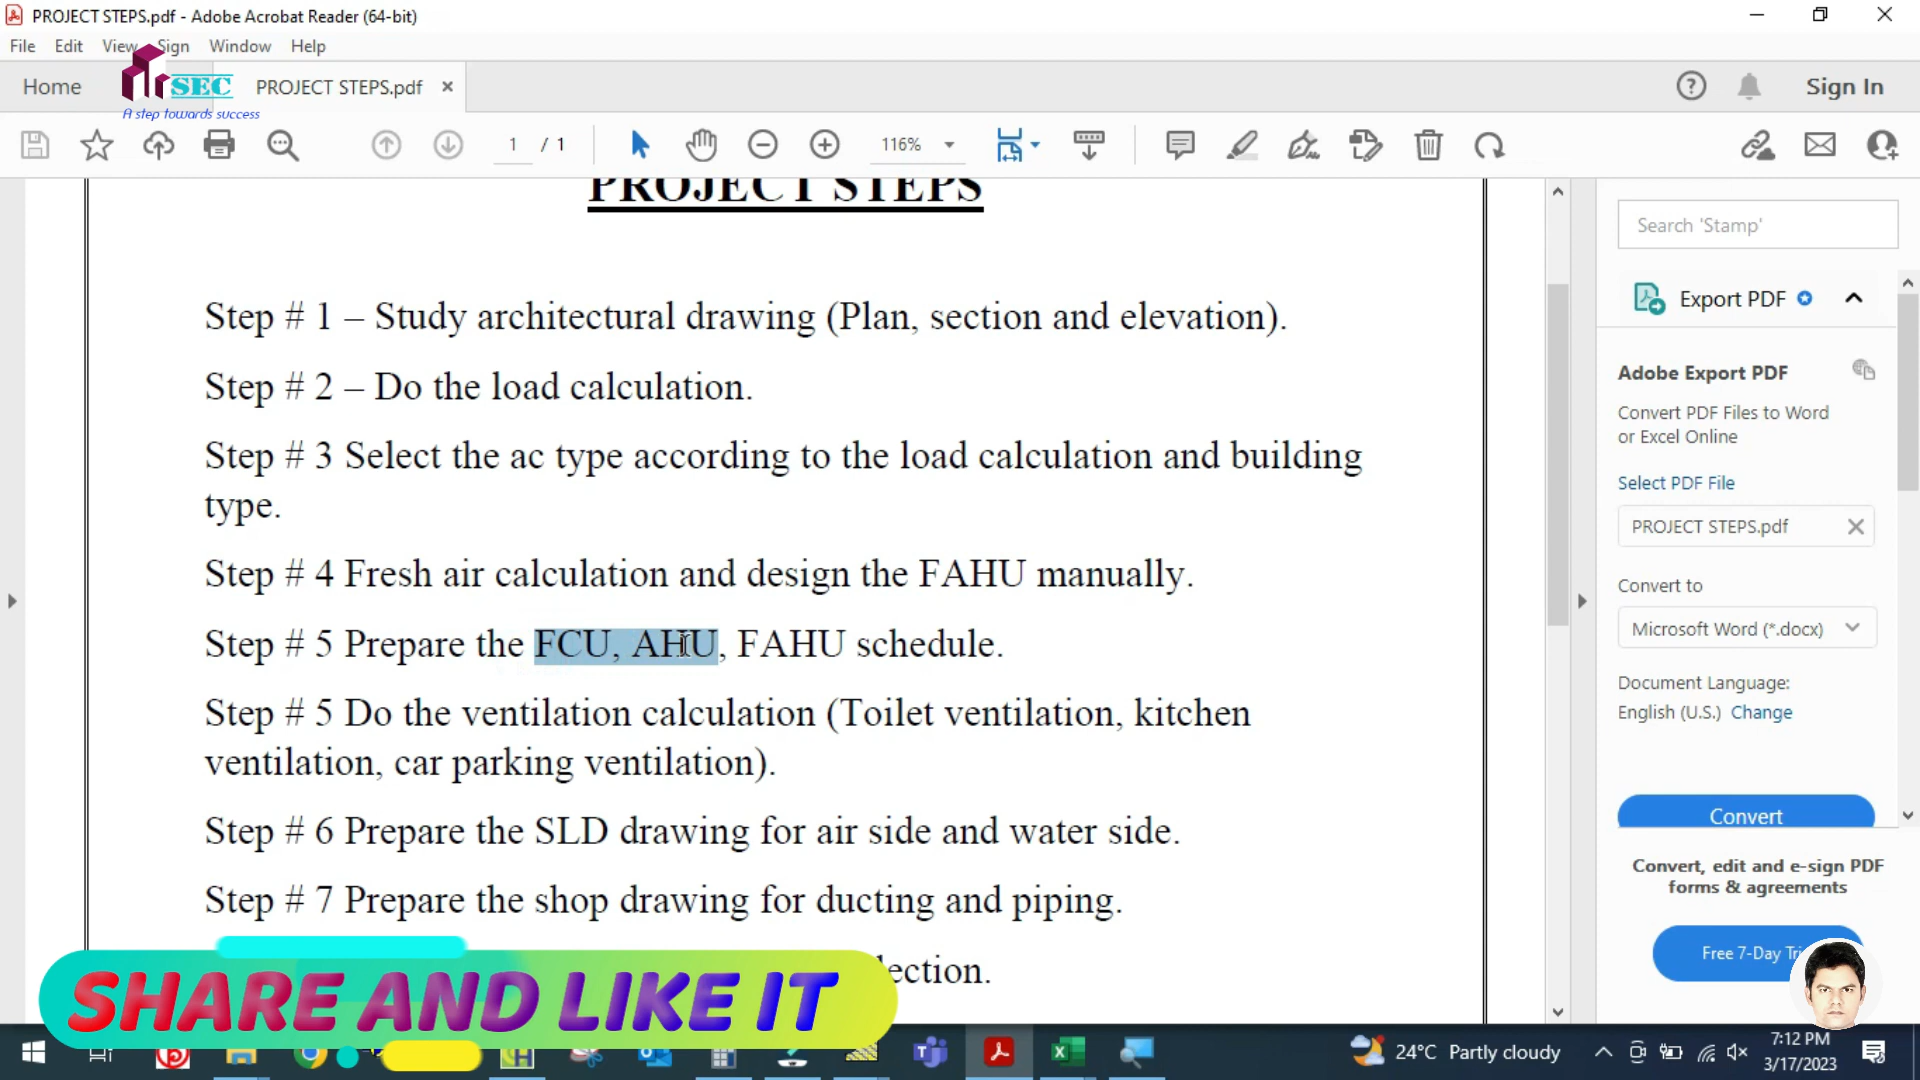 PROJECT STEPS.pdf - Adobe Acrobat Reader (64-bit)
File Edit View Sign Window Help
Home
SEC
A step towards success
PROJECT STEPS.pdf
Sign In
1 / 1
116%
PROJECT STEPS
Step # 1 – Study architectural drawing (Plan, section and elevation).
Step # 2 – Do the load calculation.
Step # 3 Select the ac type according to the load calculation and building
type.
Step # 4 Fresh air calculation and design the FAHU manually.
Step # 5 Prepare the FCU, AHU, FAHU schedule.
Step # 5 Do the ventilation calculation (Toilet ventilation, kitchen
ventilation, car parking ventilation).
Step # 6 Prepare the SLD drawing for air side and water side.
Step # 7 Prepare the shop drawing for ducting and piping.
lection.
SHARE AND LIKE IT
Search 'Stamp'
Export PDF
Adobe Export PDF
Convert PDF Files to Word
or Excel Online
Select PDF File
PROJECT STEPS.pdf
Convert to
Microsoft Word (*.docx)
Document Language:
English (U.S.) Change
Convert
Convert, edit and e-sign PDF
forms & agreements
Free 7-Day Tri
24°C Partly cloudy
7:12 PM
3/17/2023